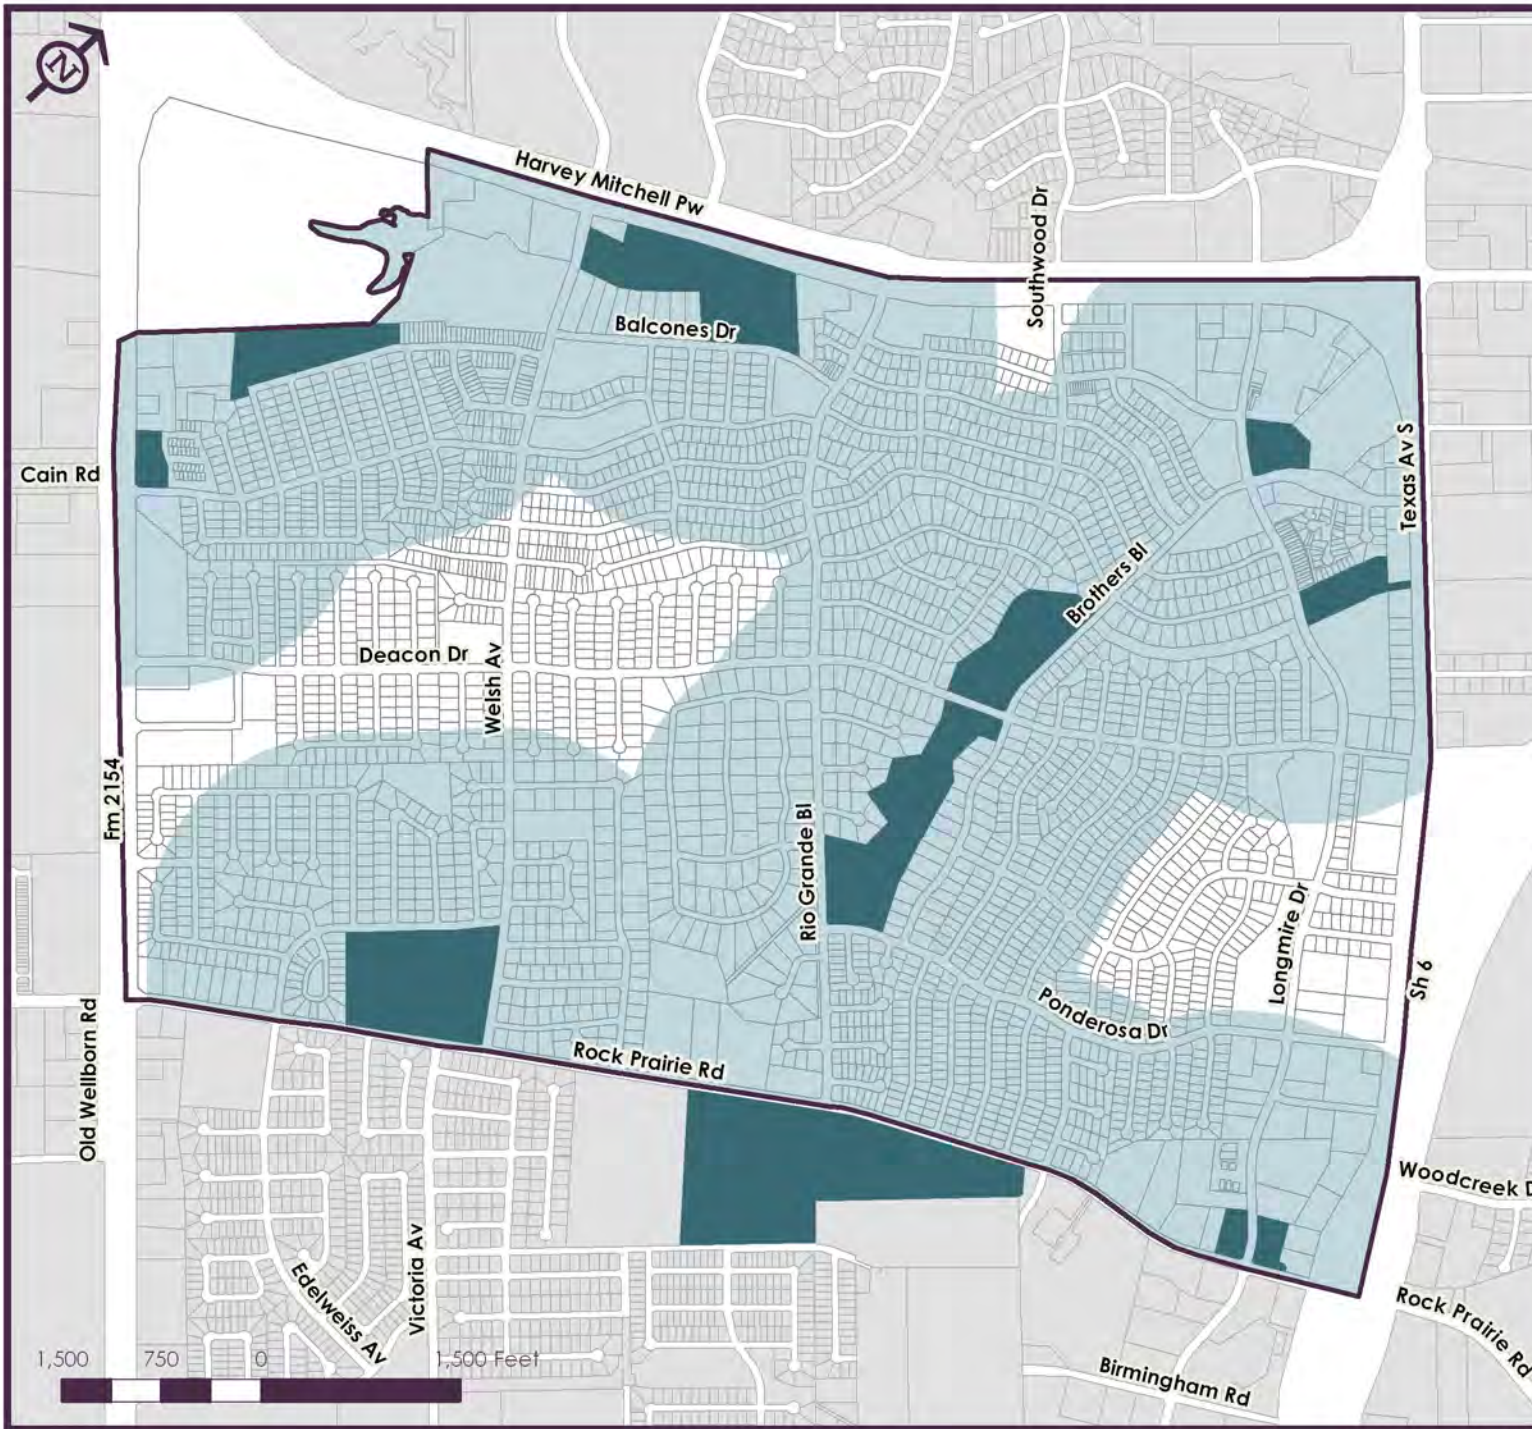 N
Harvey Mitchell Pw
Southwood Dr
Balcones Dr
Cain Rd
Texas Av S
Brothers Bl
Deacon Dr
Welsh Av
Fm 2154
Rio Grande Bl
Longmire Dr
Sh 6
Ponderosa Dr
Old Wellborn Rd
Rock Prairie Rd
Woodcreek D
Victoria Av
Edelweiss Av
Rock Prairie Rd
Birmingham Rd
1,500 750 0 1,500 Feet